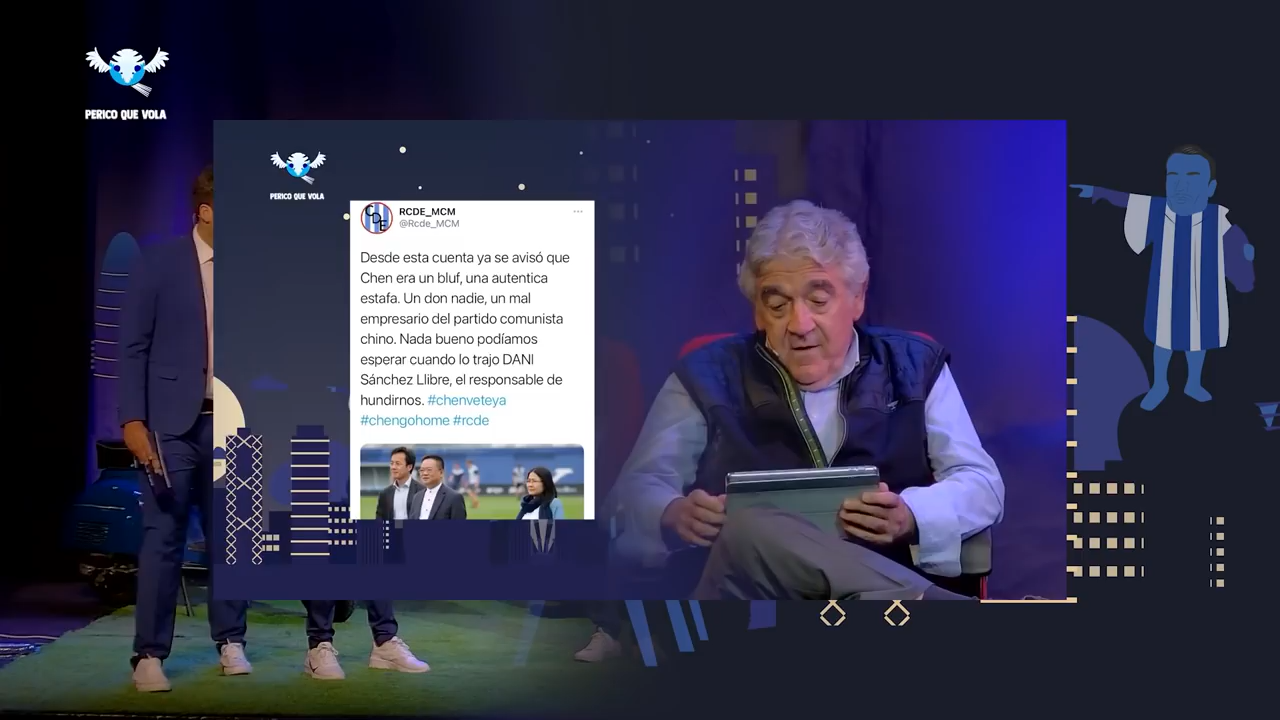 PERICO QUE VOLA
PERICO QUE VOLA
CDE
RCDE_MCM
@Rcde_MCM
Desde esta cuenta ya se avisó que
Chen era un bluf, una autentica
estafa. Un don nadie, un mal
empresario del partido comunista
chino. Nada bueno podíamos
esperar cuando lo trajo DANI
Sánchez Llibre, el responsable de
hundirnos. #chenveteya
#chengohome #rcde